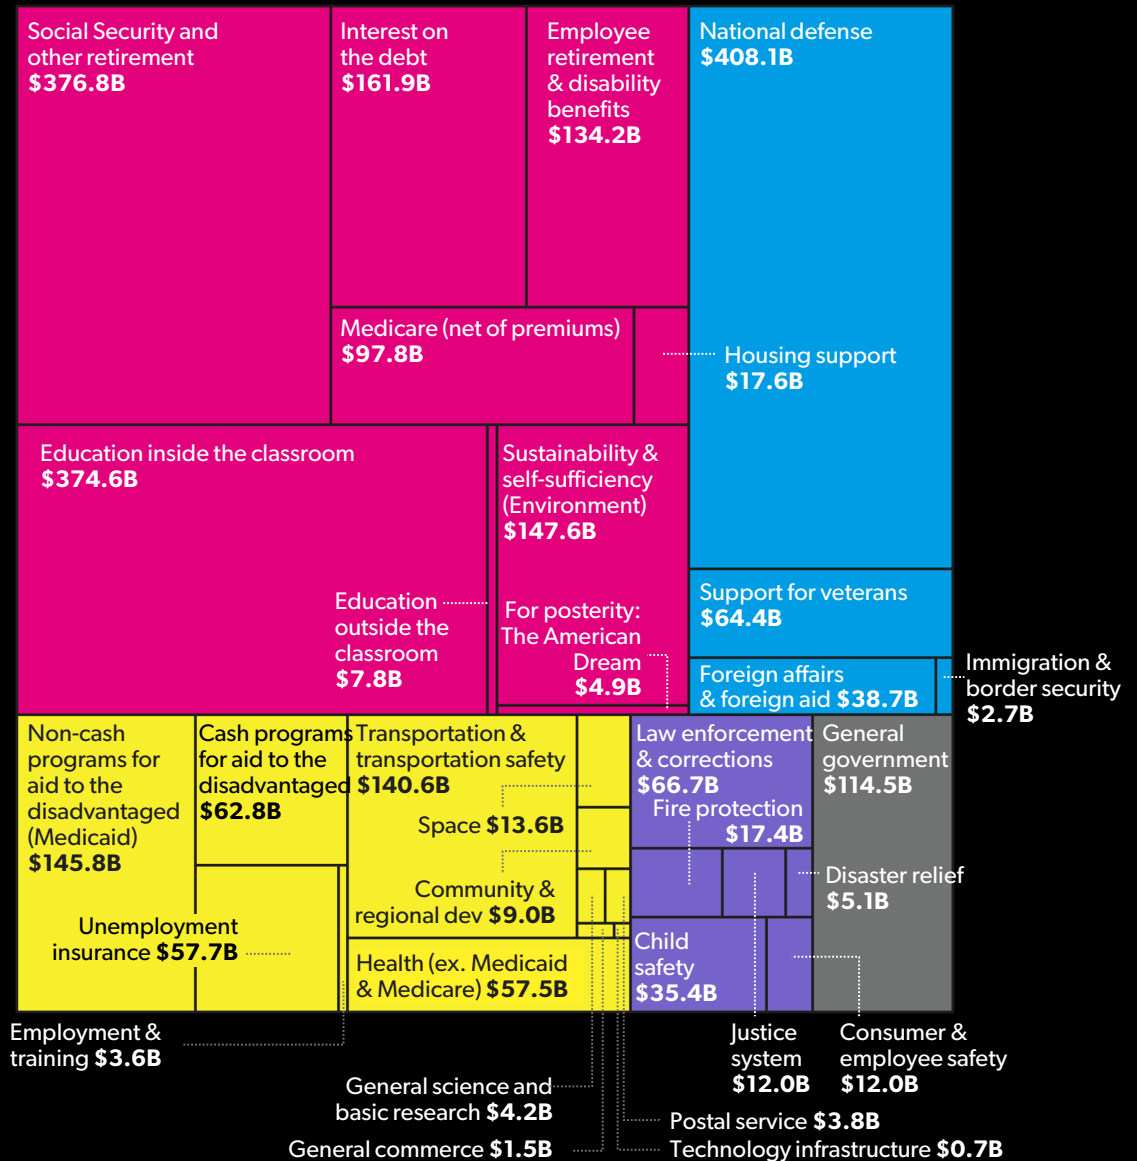 Social Security and
other retirement
$376.8B
Interest on
the debt
$161.9B
Employee
retirement
& disability
benefits
$134.2B
National defense
$408.1B
Medicare (net of premiums)
$97.8B
Housing support
$17.6B
Education inside the classroom
$374.6B
Sustainability &
self-sufficiency
(Environment)
$147.6B
Education
outside the
classroom
$7.8B
For posterity:
The American
Dream
$4.9B
Support for veterans
$64.4B
Foreign affairs
& foreign aid $38.7B
Immigration &
border security
$2.7B
Non-cash
programs for
aid to the
disadvantaged
(Medicaid)
$145.8B
Cash programs
for aid to the
disadvantaged
$62.8B
Transportation &
transportation safety
$140.6B
Space $13.6B
Community &
regional dev $9.0B
Law enforcement
& corrections
$66.7B
Fire protection
$17.4B
General
government
$114.5B
Disaster relief
$5.1B
Unemployment
insurance $57.7B
Health (ex. Medicaid
& Medicare) $57.5B
Child
safety
$35.4B
Employment &
training $3.6B
Justice
system
$12.0B
Consumer &
employee safety
$12.0B
General science and
basic research $4.2B
Postal service $3.8B
General commerce $1.5B
Technology infrastructure $0.7B